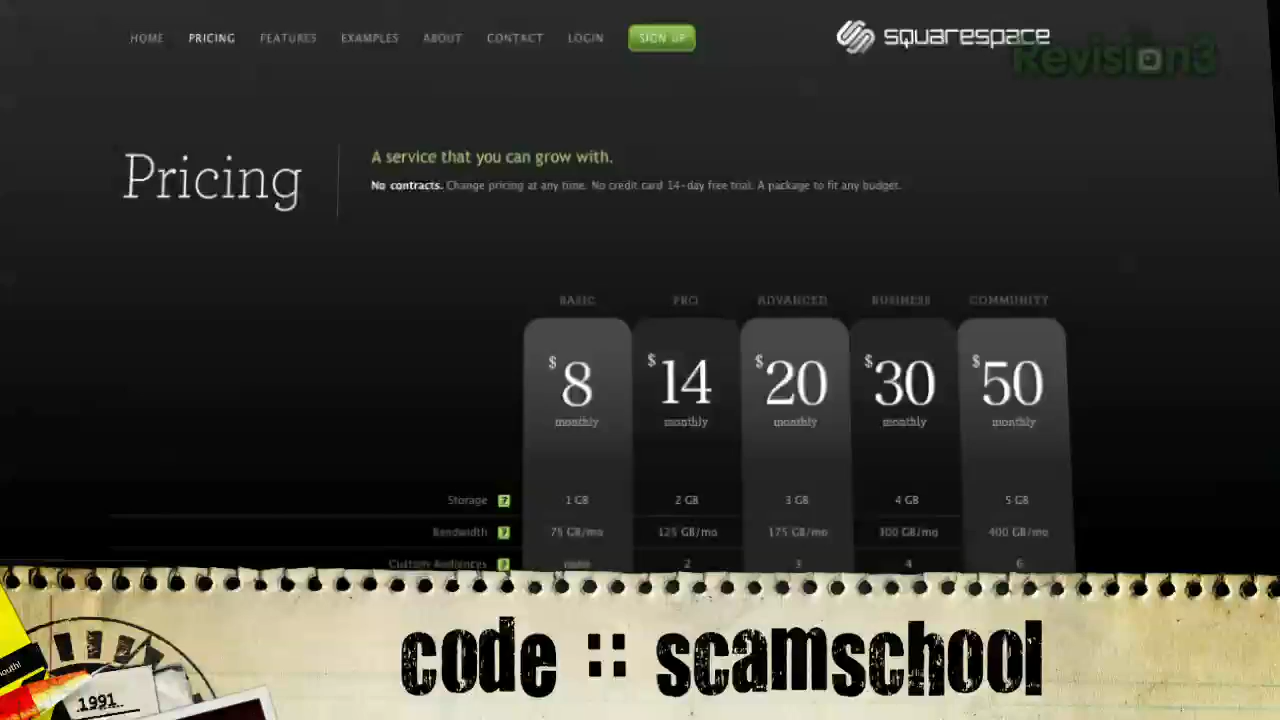 HOME PRICING FEATURES EXAMPLES ABOUT CONTACT LOGIN SIGN UP
squarespace
Revision3
Pricing
A service that you can grow with.
No contracts. Change pricing at any time. No credit card 14-day free trial. A package to fit any budget.
BASIC PRO ADVANCED BUSINESS COMMUNITY
$8 $14 $20 $30 $50
monthly monthly monthly monthly monthly
Storage ? 1 GB 2 GB 3 GB 4 GB 5 GB
Bandwidth ? 75 GB/mo 125 GB/mo 175 GB/mo 300 GB/mo 400 GB/mo
Custom Audiences ? none 2 3 4 6
code :: scamschool
1991